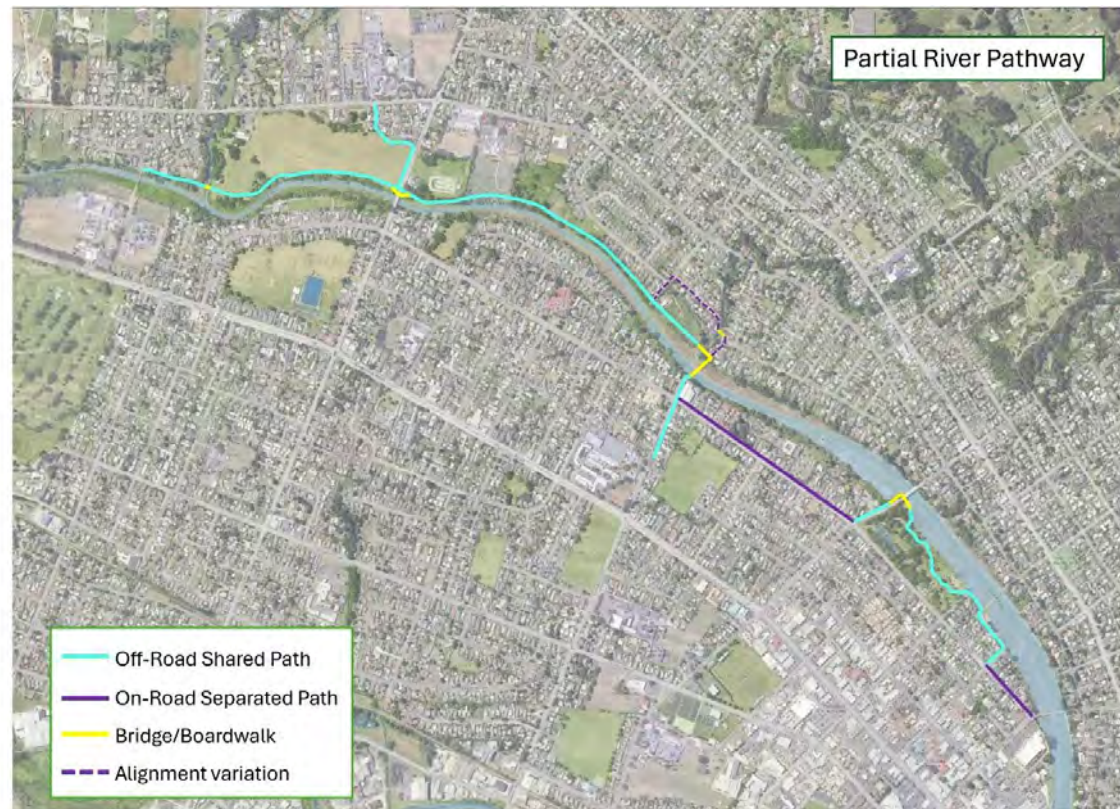 Partial River Pathway
Off-Road Shared Path
On-Road Separated Path
Bridge/Boardwalk
Alignment variation